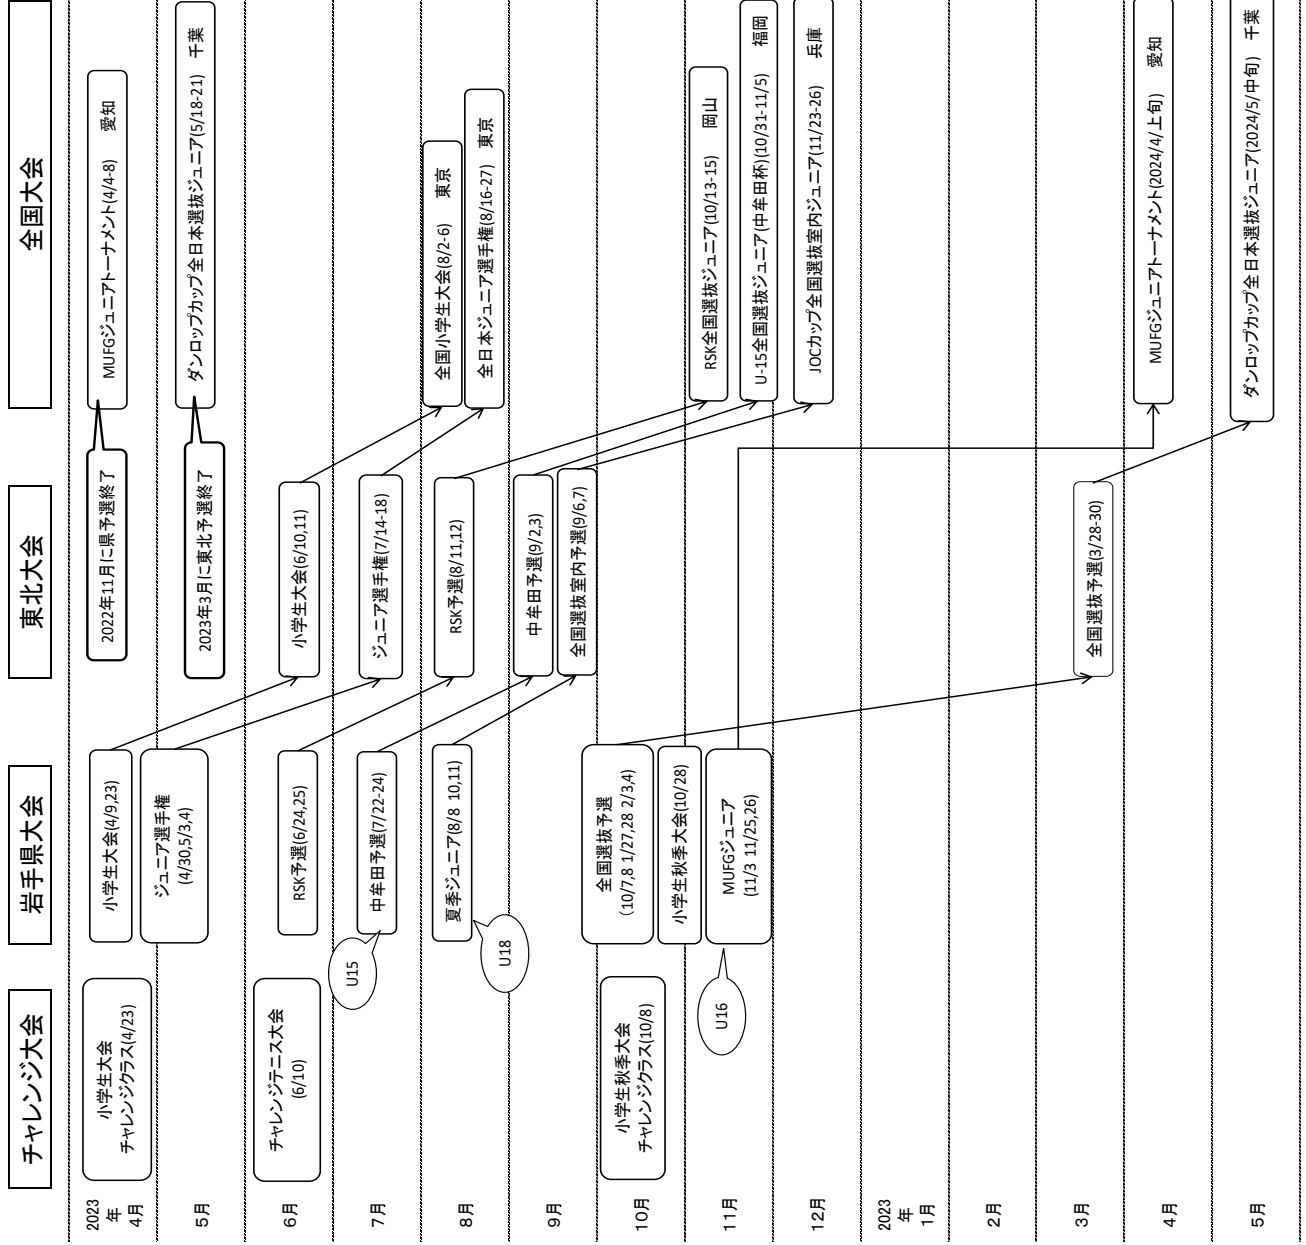 チャレンジ大会
岩手県大会
東北大会
全国大会
2023
年
4月
小学生大会
チャレンジクラス(4/23)
小学生大会(4/9,23)
ジュニア選手権
(4/30,5/3,4)
2022年11月に県予選終了
MUFGジュニアトーナメント(4/4-8) 愛知
5月
2023年3月に東北予選終了
ダンロップカップ全日本選抜ジュニア(5/18-21) 千葉
6月
チャレンジテニス大会
(6/10)
RSK予選(6/24,25)
小学生大会(6/10,11)
7月
U15
中牟田予選(7/22-24)
ジュニア選手権(7/14-18)
8月
U18
夏季ジュニア(8/8 10,11)
RSK予選(8/11,12)
全国小学生大会(8/2-6) 東京
全日本ジュニア選手権(8/16-27) 東京
9月
中牟田予選(9/2,3)
全国選抜室内予選(9/6,7)
10月
小学生秋季大会
チャレンジクラス(10/8)
全国選抜予選
(10/7,8 1/27,28 2/3,4)
小学生秋季大会(10/28)
11月
U16
MUFGジュニア
(11/3 11/25,26)
RSK全国選抜ジュニア(10/13-15) 岡山
U-15全国選抜ジュニア(中牟田杯)(10/31-11/5) 福岡
12月
JOCカップ全国選抜室内ジュニア(11/23-26) 兵庫
2023
年
1月
2月
3月
全国選抜予選(3/28-30)
4月
MUFGジュニアトーナメント(2024/4/上旬) 愛知
5月
ダンロップカップ全日本選抜ジュニア(2024/5/中旬) 千葉